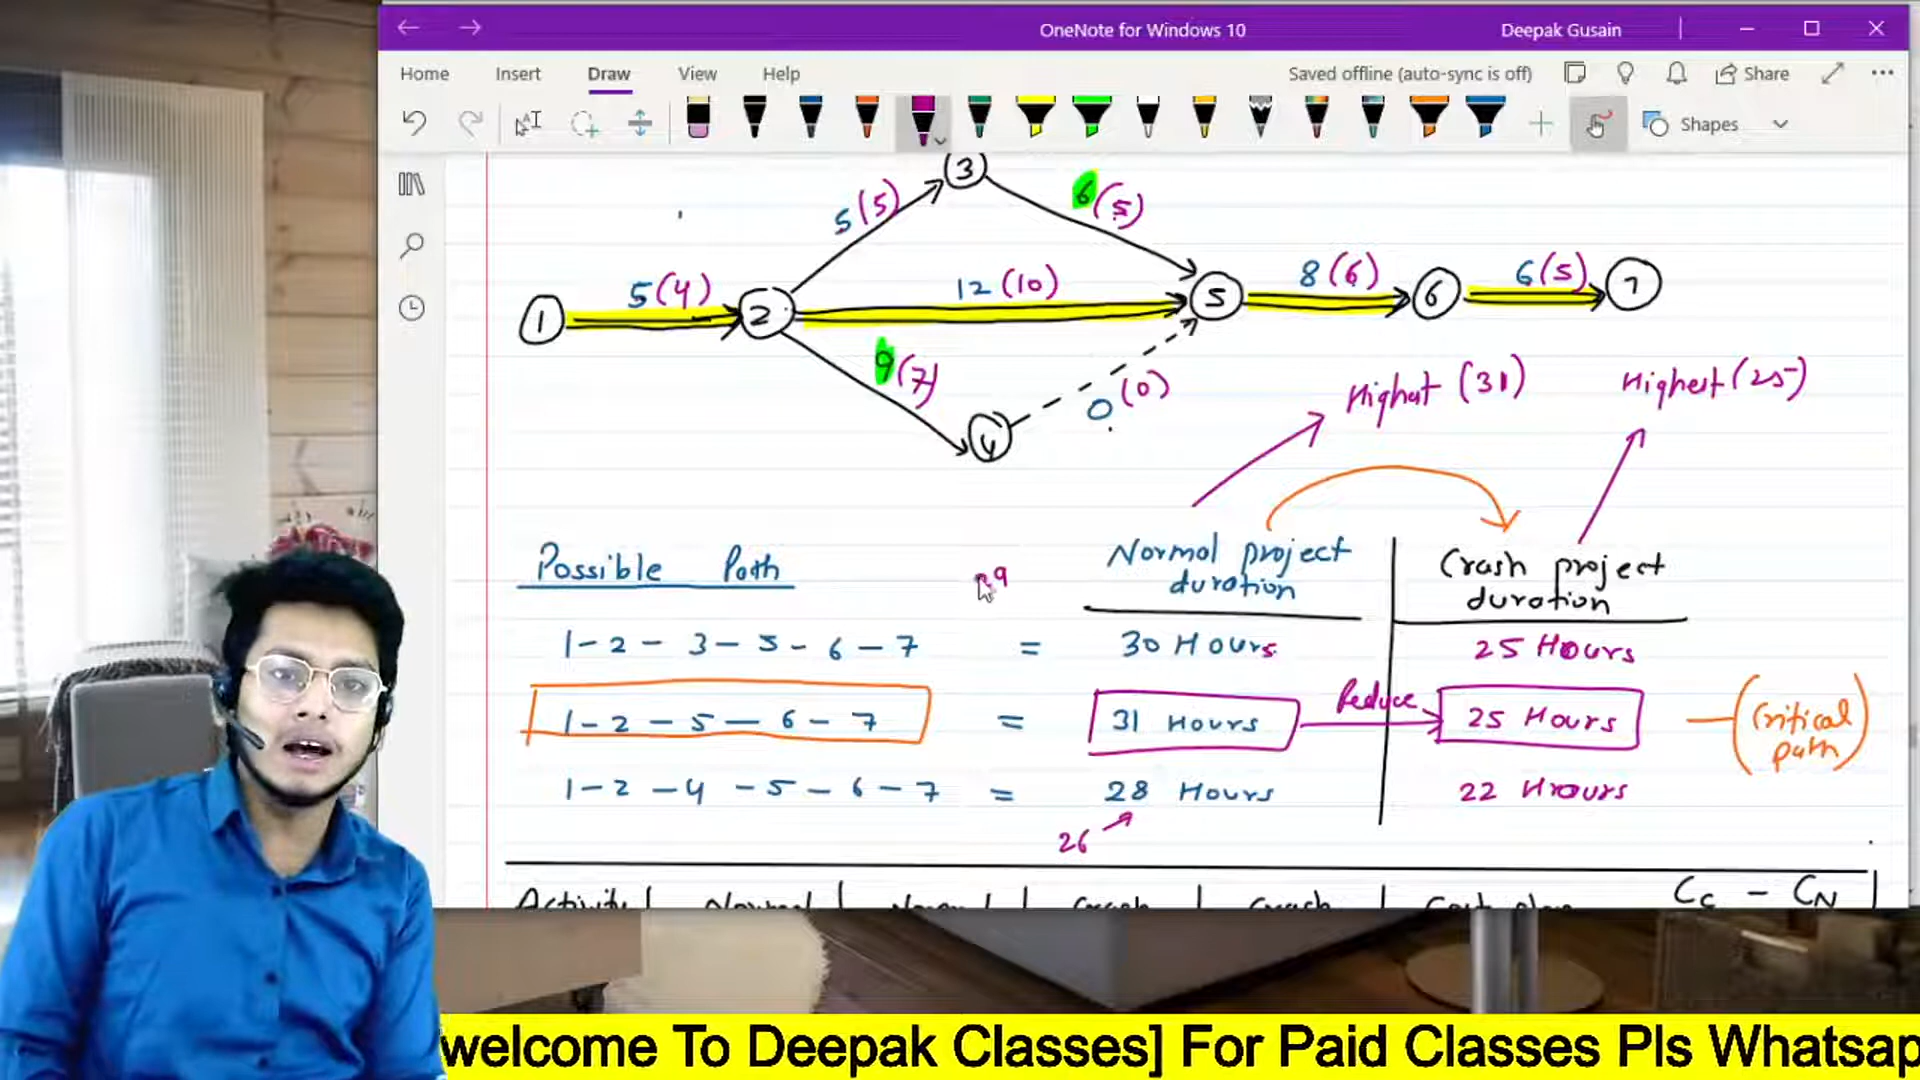 OneNote for Windows 10
Deepak Gusain
Home Insert Draw View Help
Saved offline (auto-sync is off)
Share
Shapes
3
5 (5)
6 (5)
5 (4)
12 (10)
8 (6)
6 (5)
1
2
5
6
7
9 (7)
0 (0)
4
Highest (31)
Highest (25)
Possible Path
Normal project
duration
Crash project
duration
1 - 2 - 3 - 5 - 6 - 7 = 30 Hours
25 Hours
1 - 2 - 5 - 6 - 7 = 31 Hours
Reduce
25 Hours
(Critical
path)
1 - 2 - 4 - 5 - 6 - 7 = 28 Hours
22 Hours
26
Activity
Cc - CN
welcome To Deepak Classes] For Paid Classes Pls Whatsap